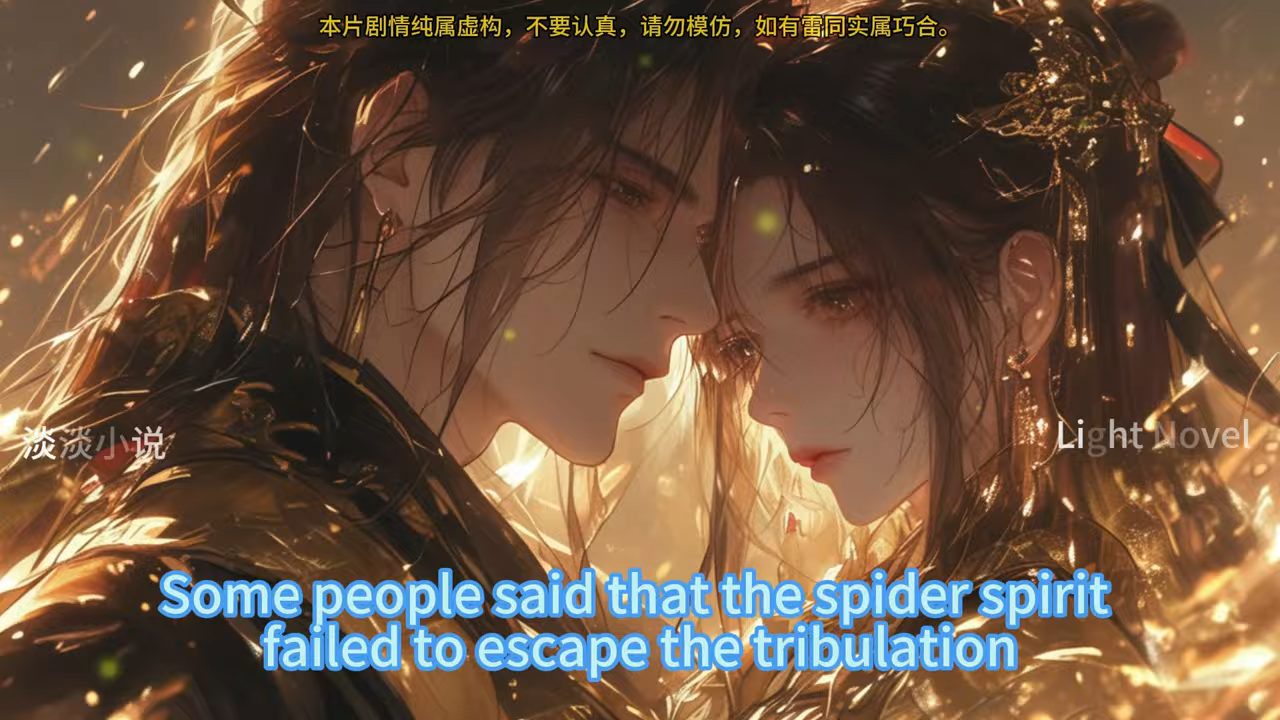 本片剧情纯属虚构，不要认真，请勿模仿，如有雷同实属巧合。
淡淡小说
Light Novel
Some people said that the spider spirit
failed to escape the tribulation